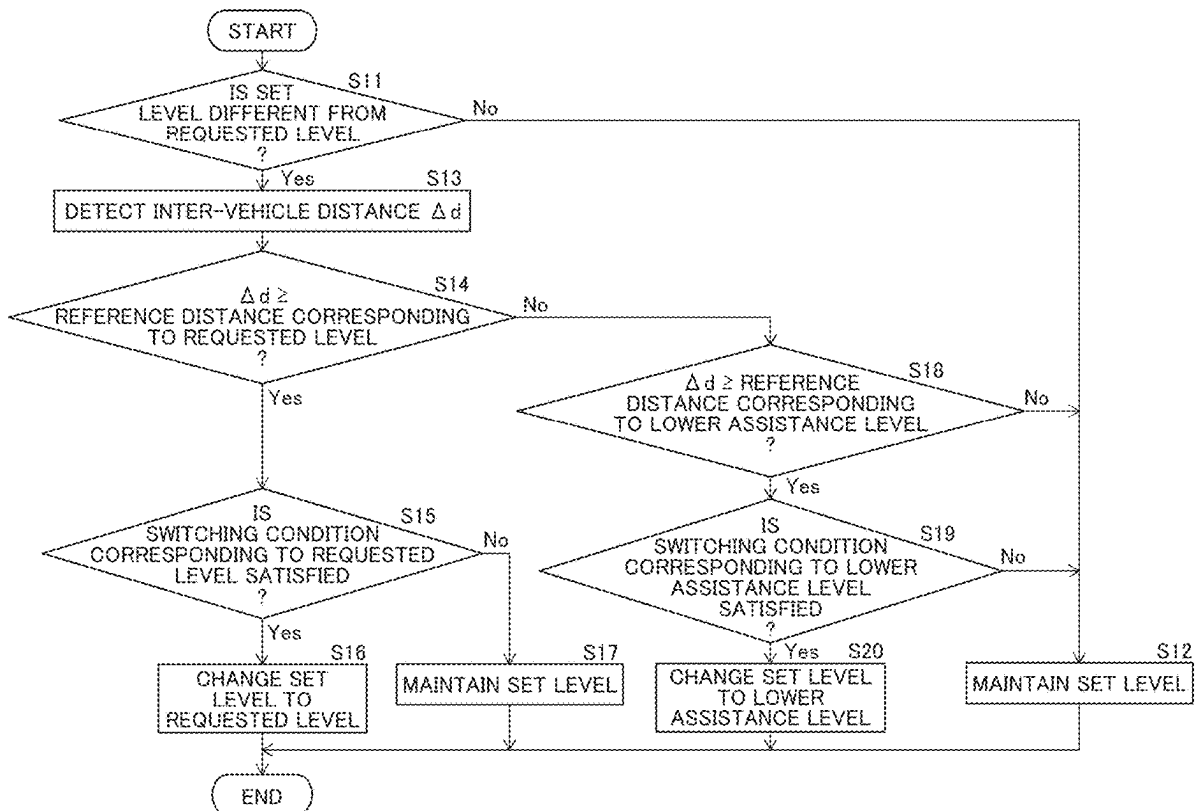 START
S11
IS SET
LEVEL DIFFERENT FROM
REQUESTED LEVEL
?
No
Yes
S13
DETECT INTER-VEHICLE DISTANCE Δd
S14
Δd ≥
REFERENCE DISTANCE CORRESPONDING
TO REQUESTED LEVEL
?
No
Yes
S18
Δd ≥ REFERENCE
DISTANCE CORRESPONDING
TO LOWER ASSISTANCE LEVEL
?
No
Yes
S15
IS
SWITCHING CONDITION
CORRESPONDING TO REQUESTED
LEVEL SATISFIED
?
No
Yes
S19
IS
SWITCHING CONDITION
CORRESPONDING TO LOWER
ASSISTANCE LEVEL
SATISFIED
?
No
Yes
S16
CHANGE SET
LEVEL TO
REQUESTED LEVEL
S17
MAINTAIN SET LEVEL
S20
CHANGE SET LEVEL
TO LOWER
ASSISTANCE LEVEL
S12
MAINTAIN SET LEVEL
END